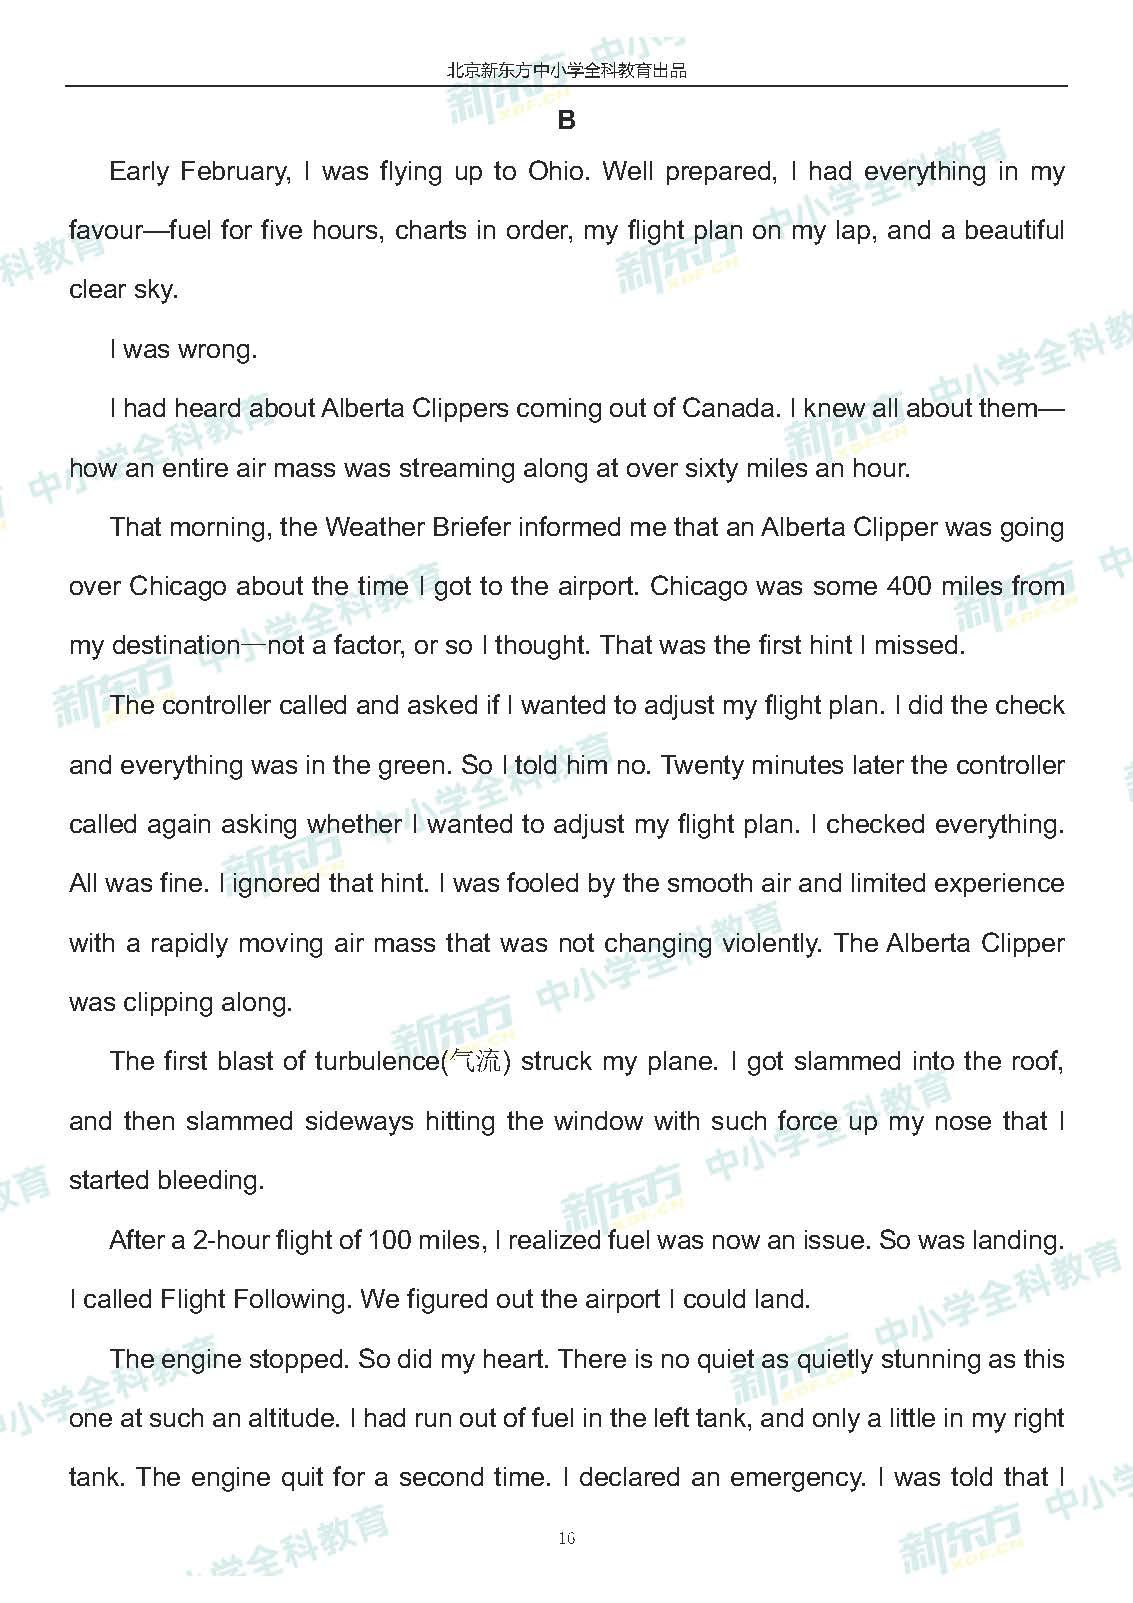 北京新东方中小学全科教育出品
B
Early February, I was flying up to Ohio. Well prepared, I had everything in my
favour—fuel for five hours, charts in order, my flight plan on my lap, and a beautiful
clear sky.
I was wrong.
I had heard about Alberta Clippers coming out of Canada. I knew all about them—
how an entire air mass was streaming along at over sixty miles an hour.
That morning, the Weather Briefer informed me that an Alberta Clipper was going
over Chicago about the time I got to the airport. Chicago was some 400 miles from
my destination—not a factor, or so I thought. That was the first hint I missed.
The controller called and asked if I wanted to adjust my flight plan. I did the check
and everything was in the green. So I told him no. Twenty minutes later the controller
called again asking whether I wanted to adjust my flight plan. I checked everything.
All was fine. I ignored that hint. I was fooled by the smooth air and limited experience
with a rapidly moving air mass that was not changing violently. The Alberta Clipper
was clipping along.
The first blast of turbulence(气流) struck my plane. I got slammed into the roof,
and then slammed sideways hitting the window with such force up my nose that I
started bleeding.
After a 2-hour flight of 100 miles, I realized fuel was now an issue. So was landing.
I called Flight Following. We figured out the airport I could land.
The engine stopped. So did my heart. There is no quiet as quietly stunning as this
one at such an altitude. I had run out of fuel in the left tank, and only a little in my right
tank. The engine quit for a second time. I declared an emergency. I was told that I
16
新东方 XDF.CN 中小学全科教育